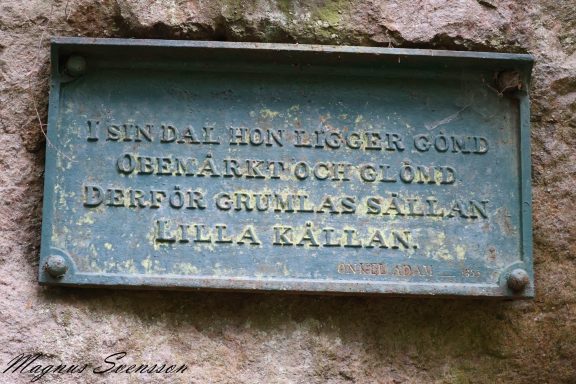 I SIN DAL HON LIGGER GÖMD
OBEMÄRKT OCH GLÖMD
DERFÖR GRUMLAS SÄLLAN
LILLA KÄLLAN.
ONKEL ADAM
Magnus Svensson